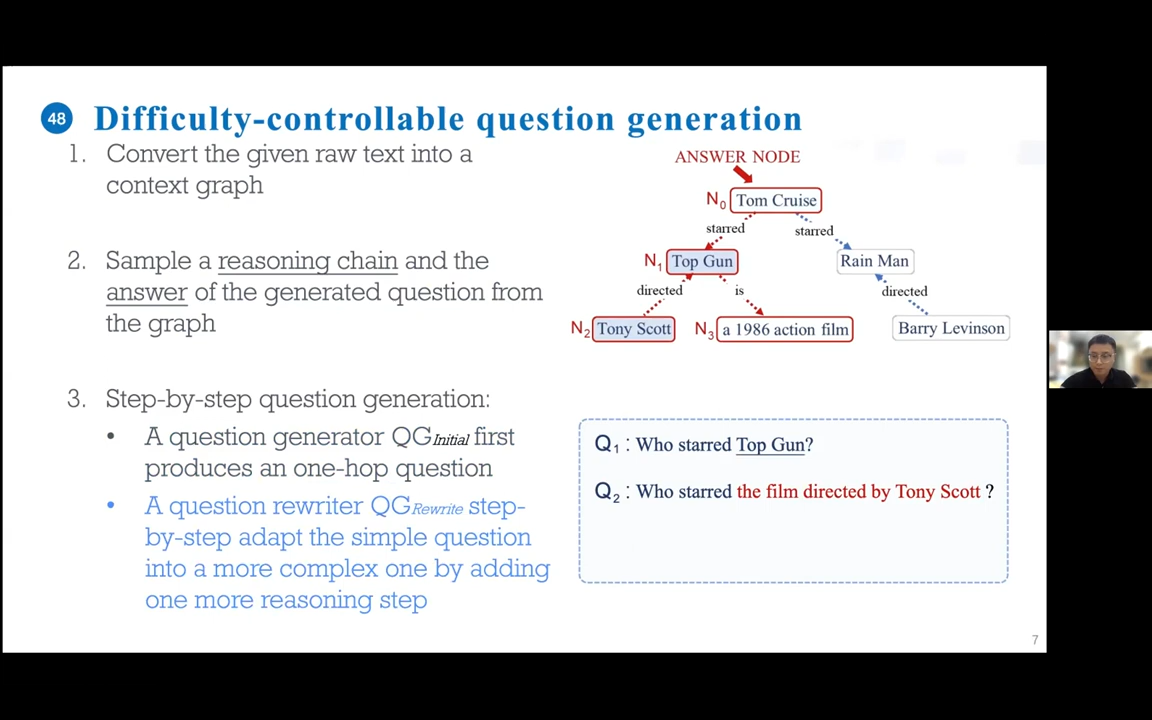 48 Difficulty-controllable question generation
1. Convert the given raw text into a
context graph
2. Sample a reasoning chain and the
answer of the generated question from
the graph
3. Step-by-step question generation:
• A question generator QGInitial first
produces an one-hop question
• A question rewriter QGRewrite step-
by-step adapt the simple question
into a more complex one by adding
one more reasoning step
ANSWER NODE
N0 Tom Cruise
starred starred
N1 Top Gun Rain Man
directed is directed
N2 Tony Scott N3 a 1986 action film Barry Levinson
Q1 : Who starred Top Gun?
Q2 : Who starred the film directed by Tony Scott ?
7